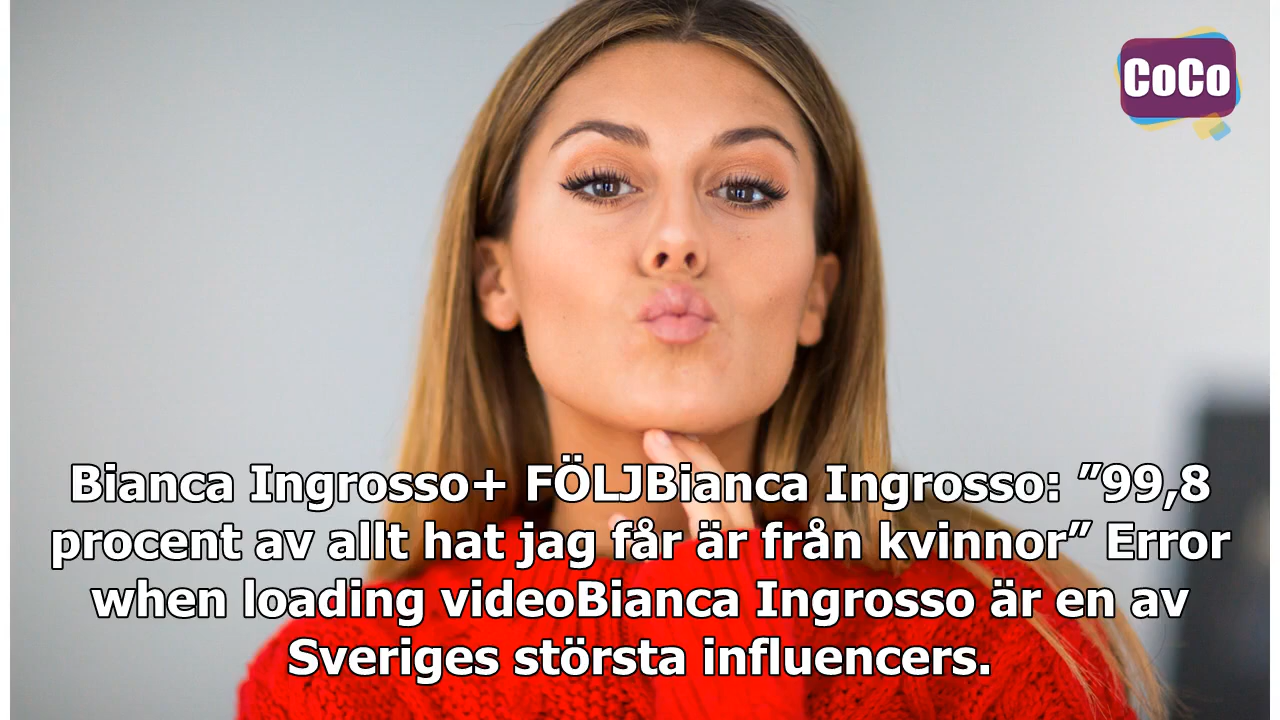 CoCo
Bianca Ingrosso+ FÖLJBianca Ingrosso: ”99,8
procent av allt hat jag får är från kvinnor” Error
when loading videoBianca Ingrosso är en av
Sveriges största influencers.